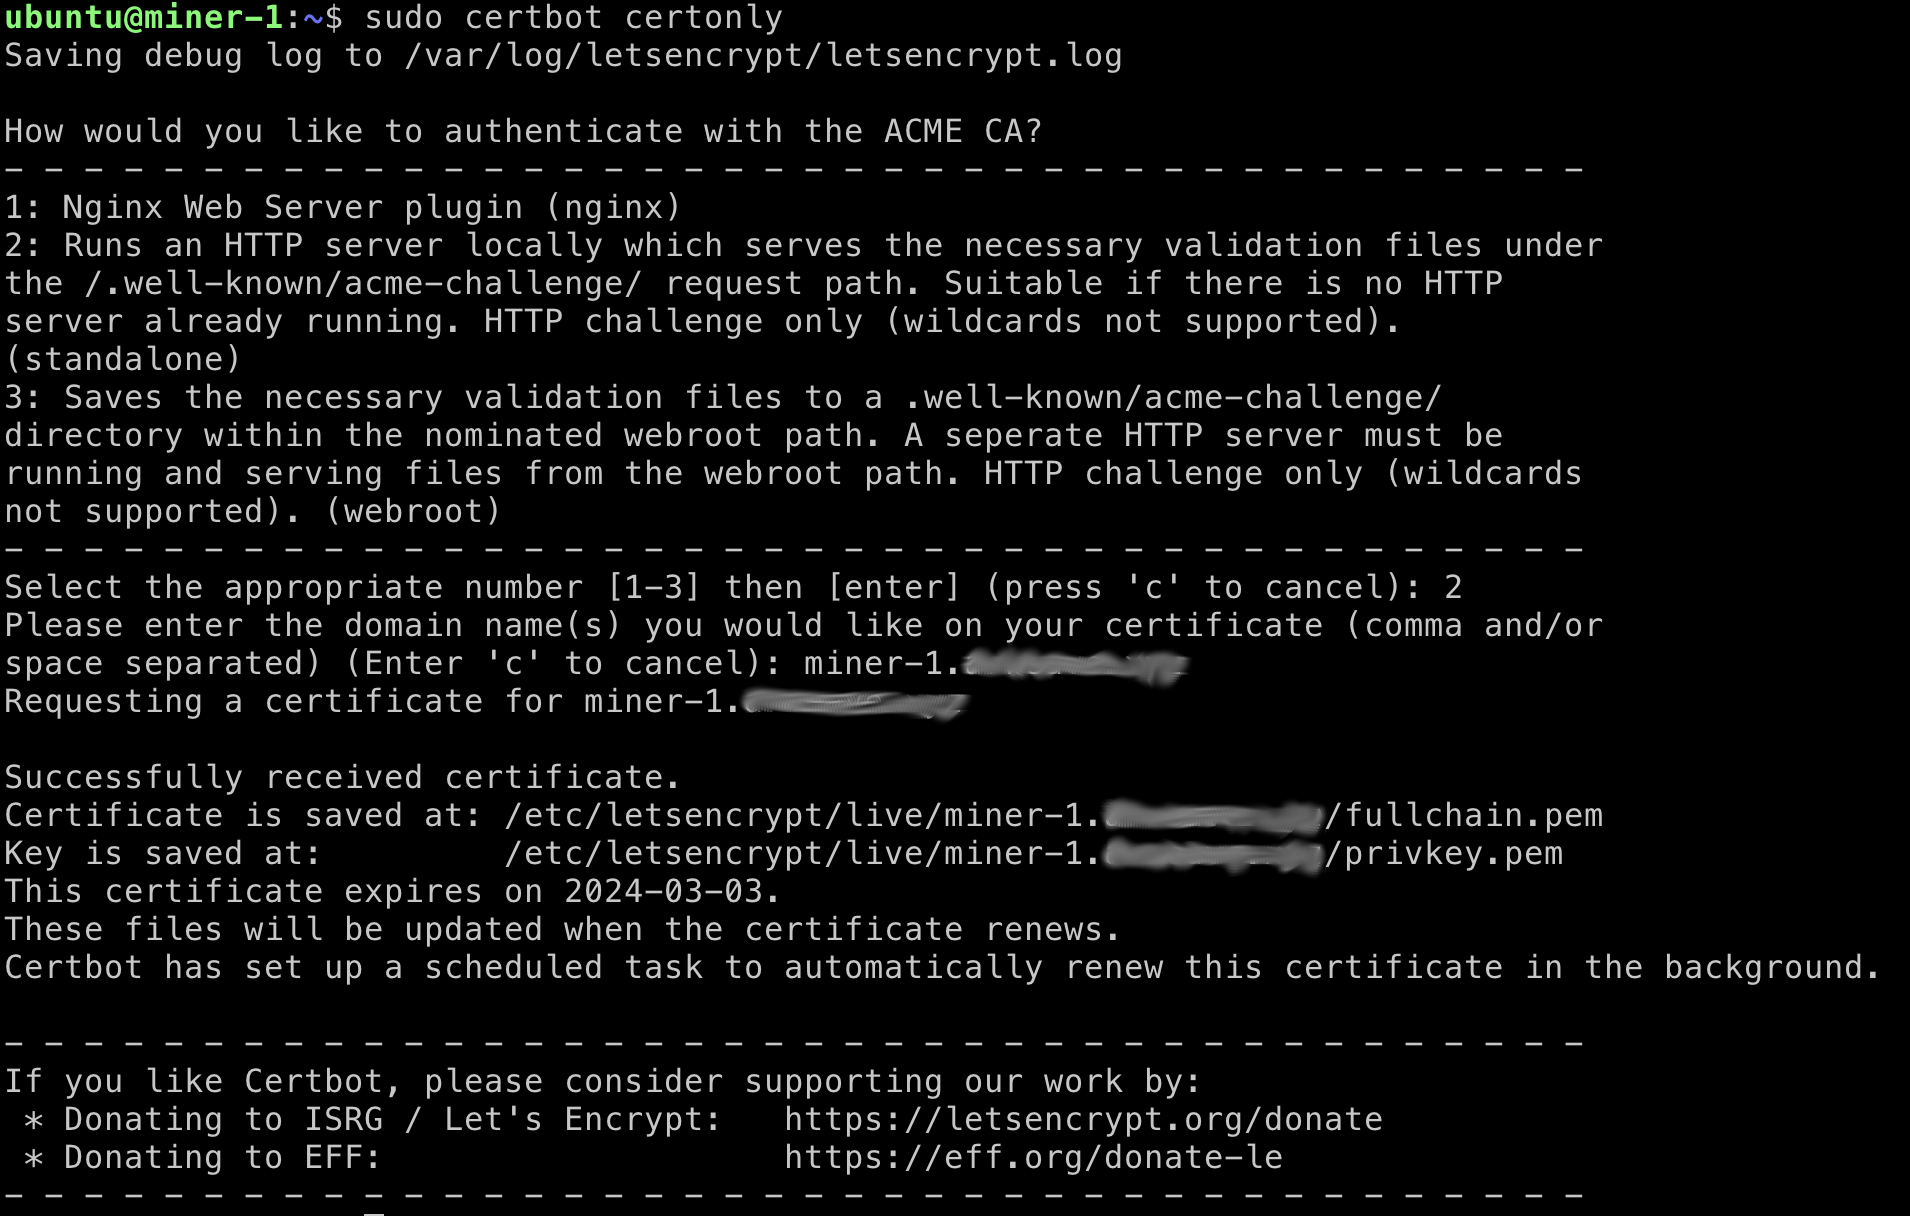 ubuntu@miner-1:~$ sudo certbot certonly
Saving debug log to /var/log/letsencrypt/letsencrypt.log
How would you like to authenticate with the ACME CA?
- - - - - - - - - - - - - - - - - - - - - - - - - - - - - - - - - - - - - - - -
1: Nginx Web Server plugin (nginx)
2: Runs an HTTP server locally which serves the necessary validation files under
the /.well-known/acme-challenge/ request path. Suitable if there is no HTTP
server already running. HTTP challenge only (wildcards not supported).
(standalone)
3: Saves the necessary validation files to a .well-known/acme-challenge/
directory within the nominated webroot path. A seperate HTTP server must be
running and serving files from the webroot path. HTTP challenge only (wildcards
not supported). (webroot)
- - - - - - - - - - - - - - - - - - - - - - - - - - - - - - - - - - - - - - - -
Select the appropriate number [1-3] then [enter] (press 'c' to cancel): 2
Please enter the domain name(s) you would like on your certificate (comma and/or
space separated) (Enter 'c' to cancel): miner-1.
Requesting a certificate for miner-1.
Successfully received certificate.
Certificate is saved at: /etc/letsencrypt/live/miner-1. /fullchain.pem
Key is saved at: /etc/letsencrypt/live/miner-1. /privkey.pem
This certificate expires on 2024-03-03.
These files will be updated when the certificate renews.
Certbot has set up a scheduled task to automatically renew this certificate in the background.
- - - - - - - - - - - - - - - - - - - - - - - - - - - - - - - - - - - - - - - -
If you like Certbot, please consider supporting our work by:
* Donating to ISRG / Let's Encrypt: https://letsencrypt.org/donate
* Donating to EFF: https://eff.org/donate-le
- - - - - - - - - - - - - - - - - - - - - - - - - - - - - - - - - - - - - - - -